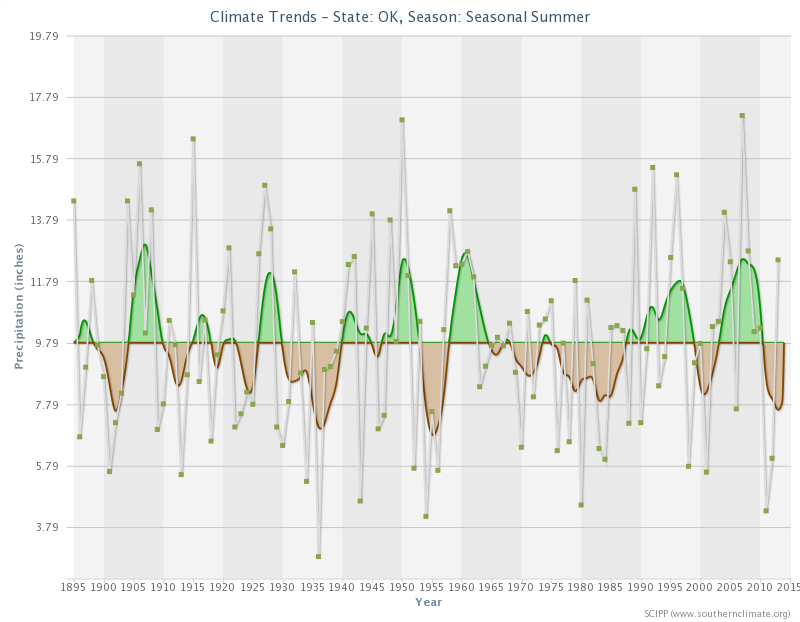 Climate Trends - State: OK, Season: Seasonal Summer
19.79
17.79
15.79
13.79
11.79
9.79
7.79
5.79
3.79
Precipitation (inches)
1895 1900 1905 1910 1915 1920 1925 1930 1935 1940 1945 1950 1955 1960 1965 1970 1975 1980 1985 1990 1995 2000 2005 2010 2015
Year
SCIPP (www.southernclimate.org)